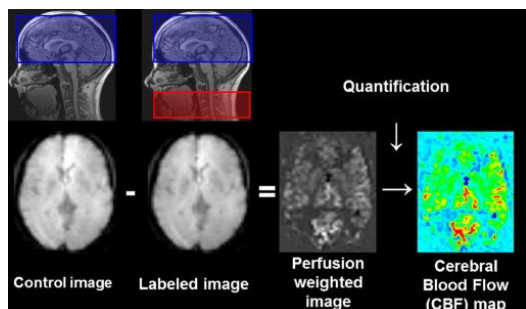 Quantification
-
=
Control image
Labeled image
Perfusion
weighted
image
Cerebral
Blood Flow
(CBF) map